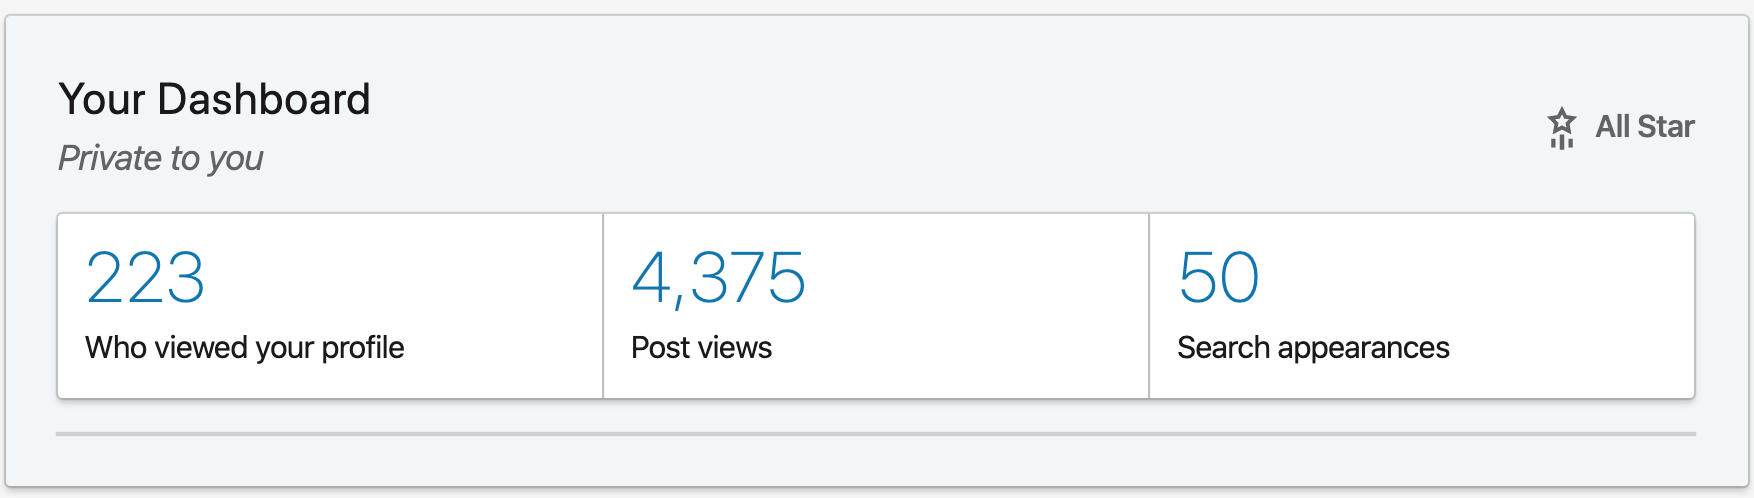 Your Dashboard
Private to you
All Star
223
Who viewed your profile
4,375
Post views
50
Search appearances